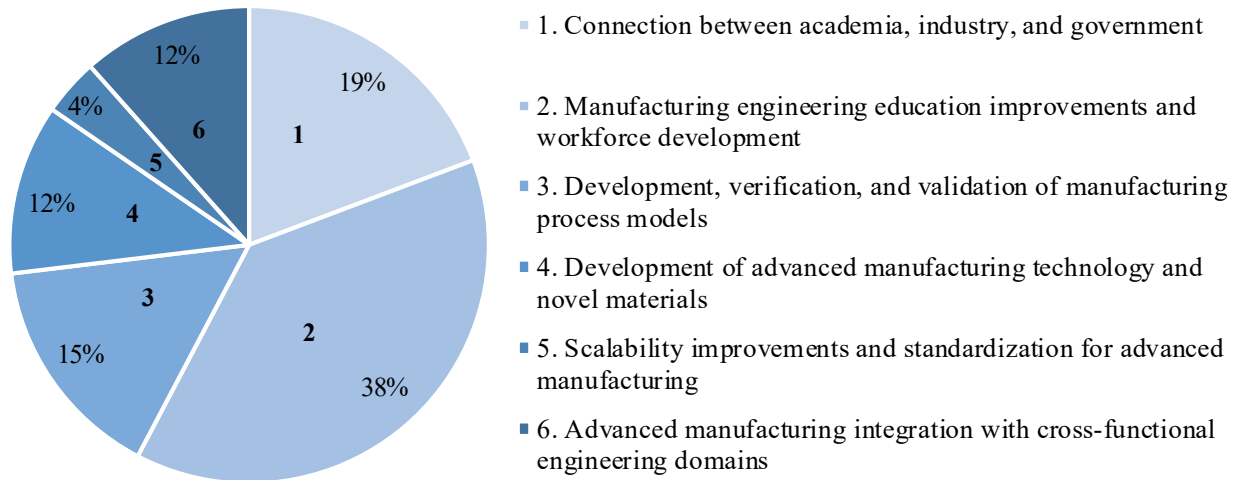 12%
19%
4%
6
1
5
12%
4
3
2
15%
38%
1. Connection between academia, industry, and government
2. Manufacturing engineering education improvements and
workforce development
3. Development, verification, and validation of manufacturing
process models
4. Development of advanced manufacturing technology and
novel materials
5. Scalability improvements and standardization for advanced
manufacturing
6. Advanced manufacturing integration with cross-functional
engineering domains